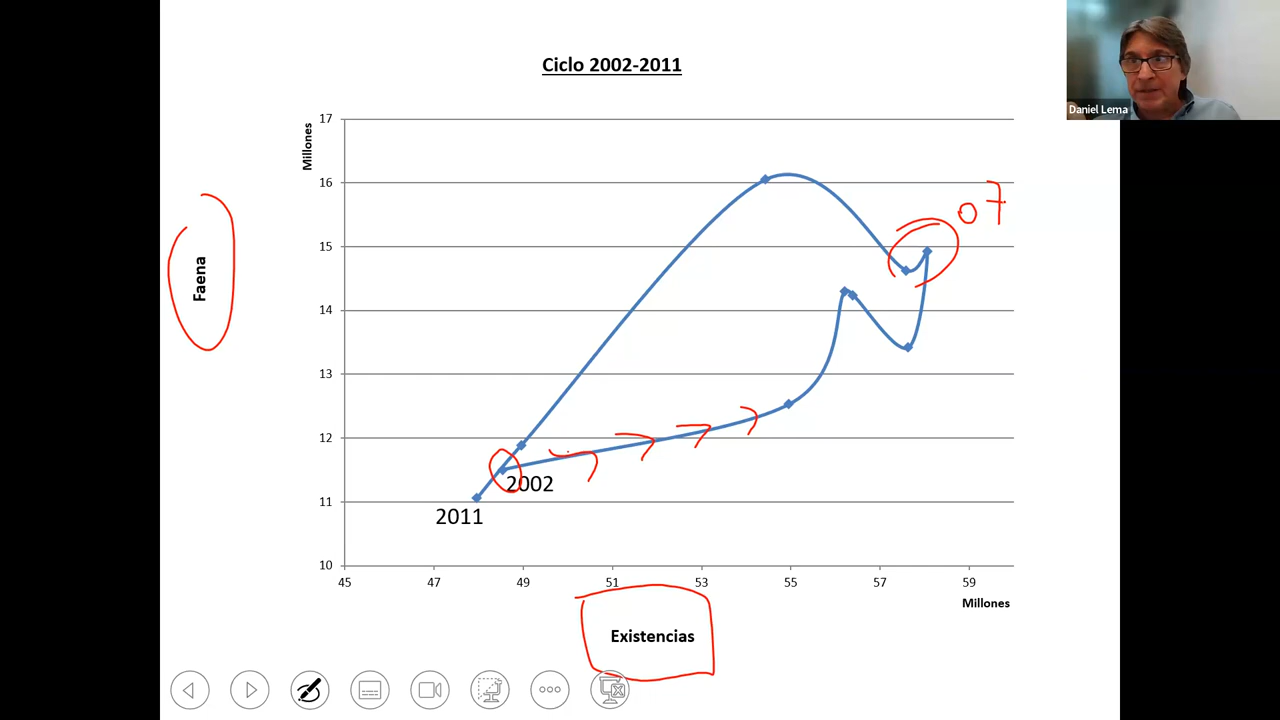 Ciclo 2002-2011
Daniel Lema
Millones
17
16
15
14
13
12
11
10
07
Faena
2002
2011
45 47 49 51 53 55 57 59
Millones
Existencias